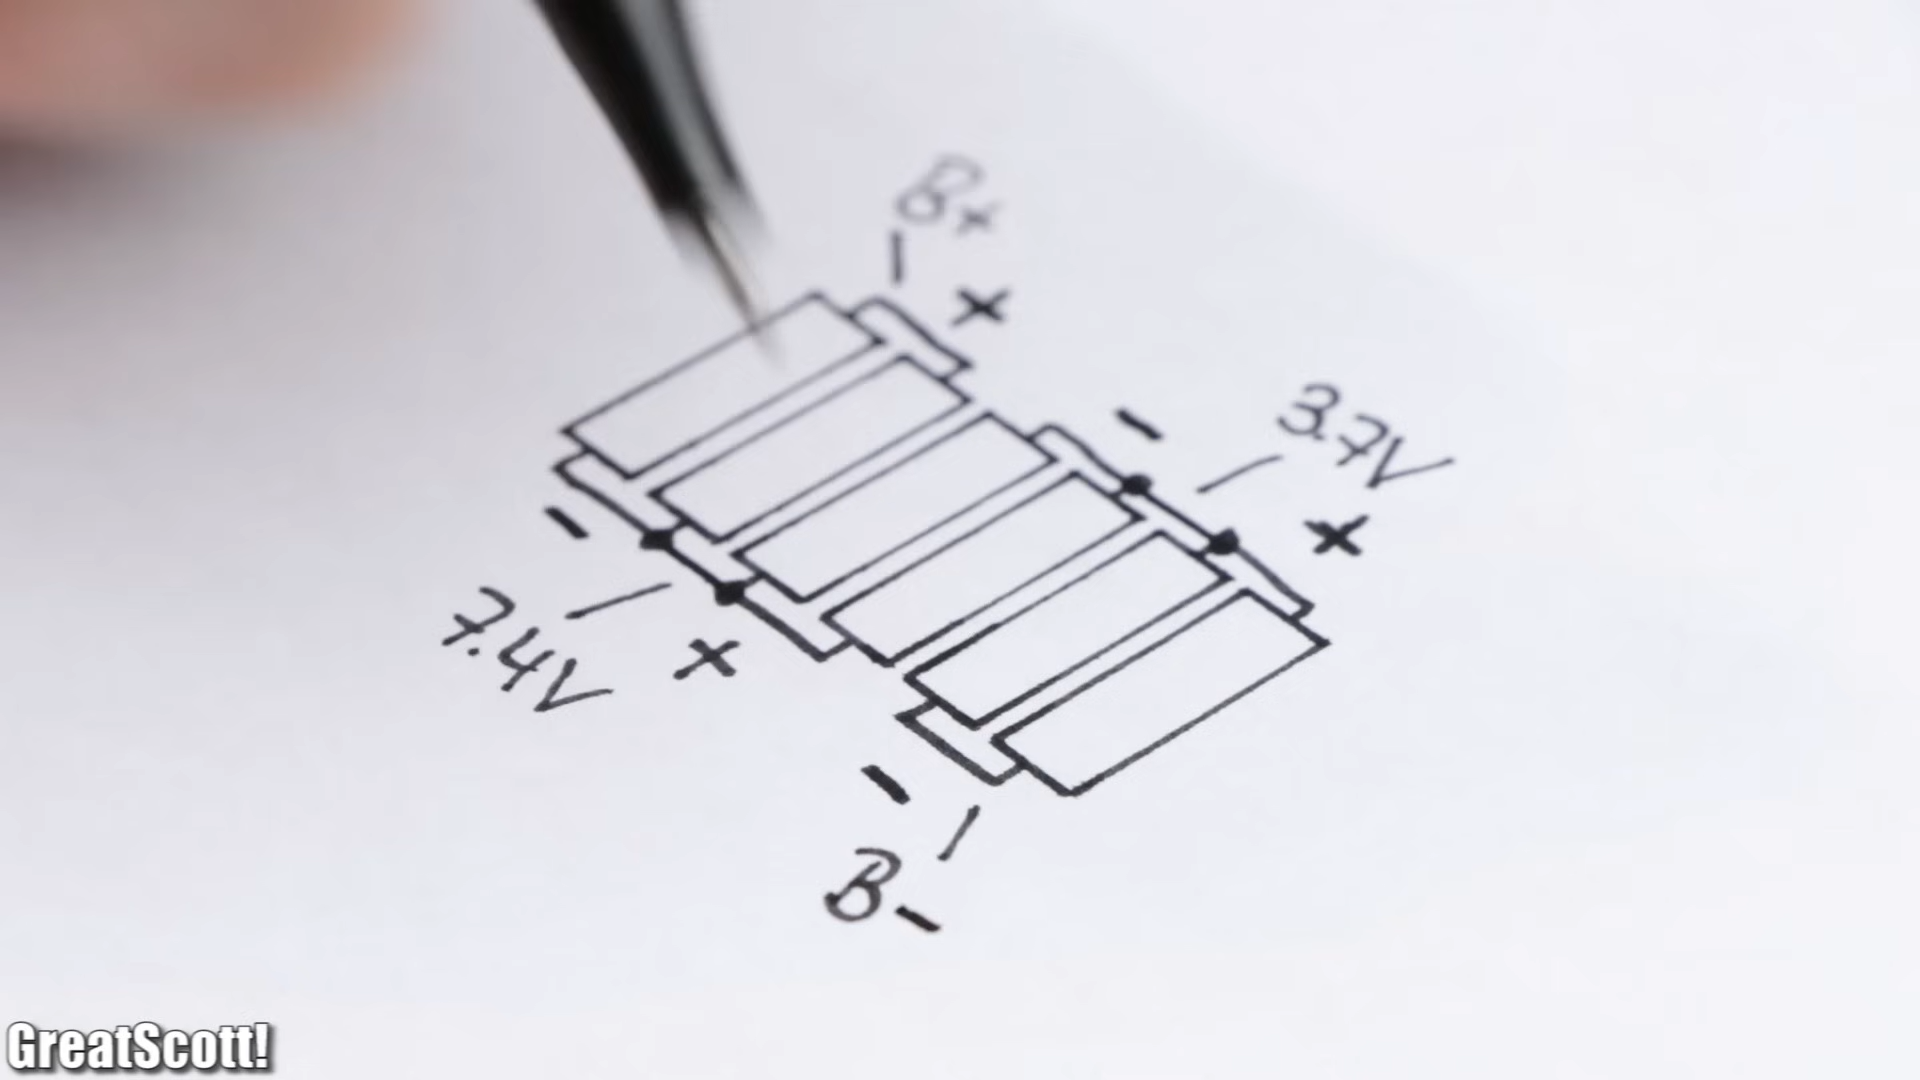 B+
+
-
3.7V
+
-
7.4V
+
-
B-
GreatScott!